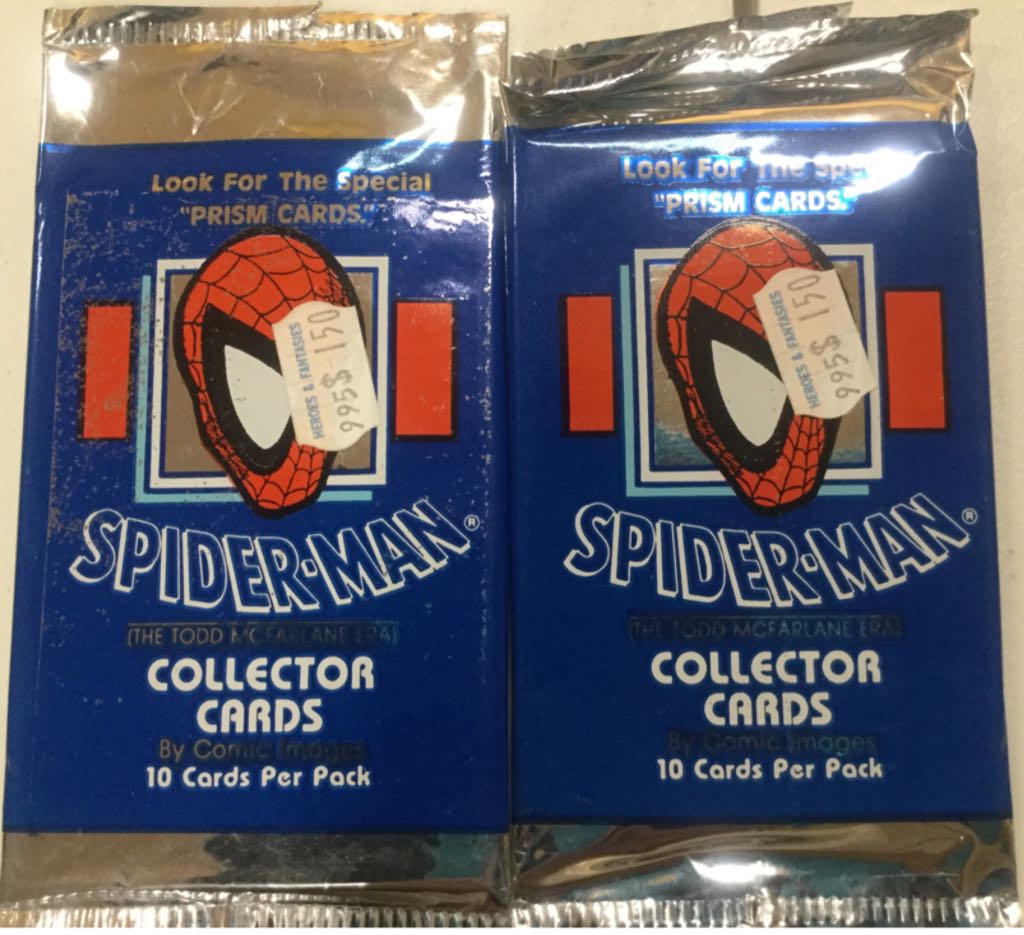 Look For The Special
"PRISM CARDS."
HEROES & FANTASIES
995$ 150
SPIDER-MAN®
(THE TODD MCFARLANE ERA)
COLLECTOR
CARDS
By Comic Images
10 Cards Per Pack
Look For The Spe
"PRISM CARDS."
HEROES & FANTASIES
995$ 150
SPIDER-MAN®
(THE TODD MCFARLANE ERA)
COLLECTOR
CARDS
By Comic Images
10 Cards Per Pack